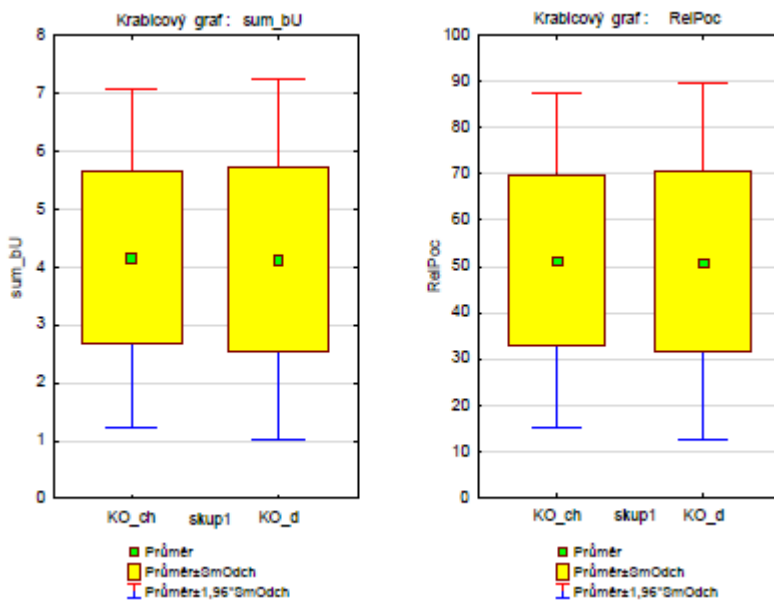 Krabicový graf: sum_bU
8
7
6
5
4
3
2
1
0
sum_bU
KO_ch
skup1
KO_d
Průměr
Průměr±SmOdch
Průměr±1,96*SmOdch
Krabicový graf: RelPoc
100
90
80
70
60
50
40
30
20
10
0
RelPoc
KO_ch
skup1
KO_d
Průměr
Průměr±SmOdch
Průměr±1,96*SmOdch